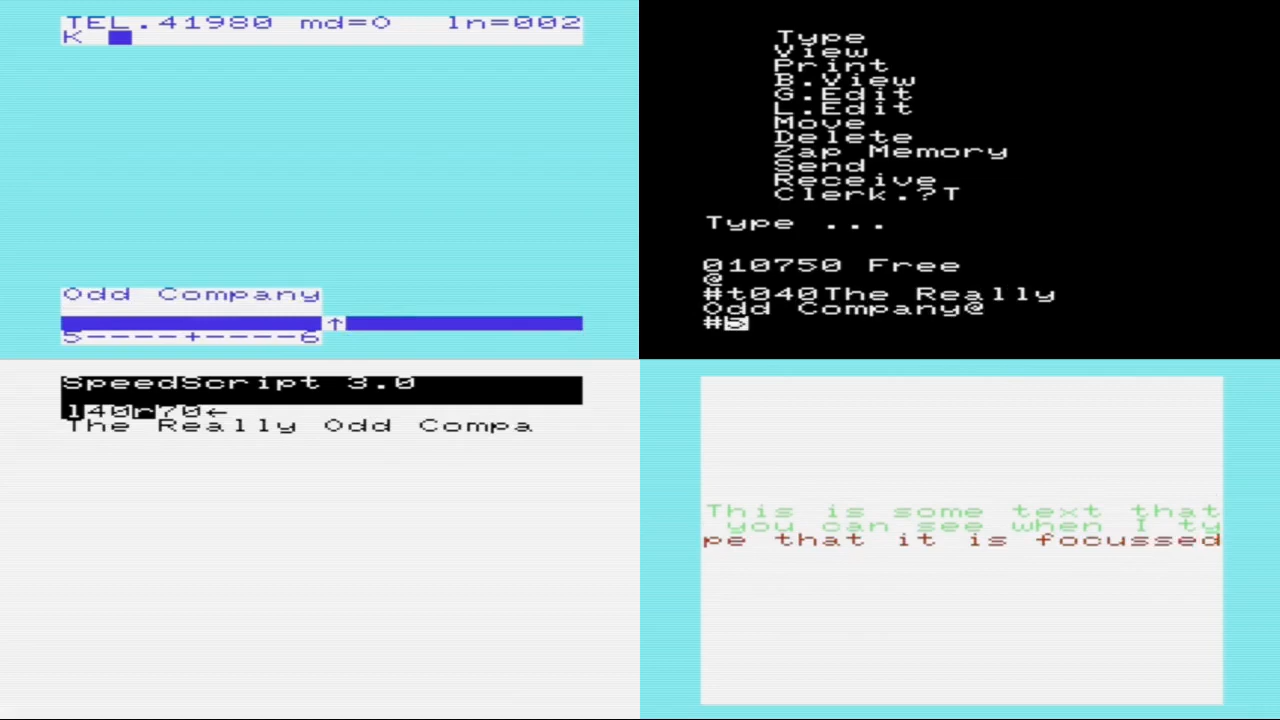 TEL.41980 md=O ln=002
K
Odd Company
↑
5----+----6
Type
View
Print
B.View
G.Edit
L.Edit
Move
Delete
Zap Memory
Send
Receive
Clerk.?T
Type ...
010750 Free
@
#t040The Really
Odd Company@
#>
SpeedScript 3.0
l40r70←
The Really Odd Compa
This is some text that
you can see when I ty
pe that it is focussed